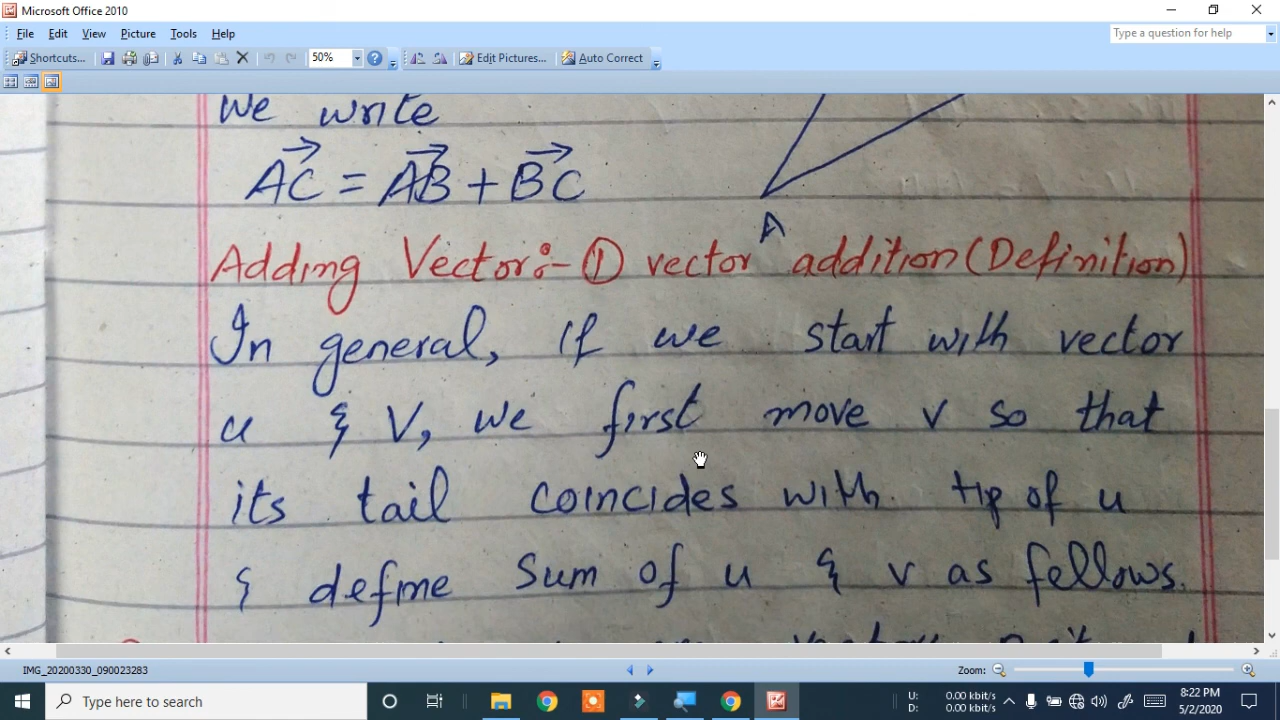 Microsoft Office 2010
File Edit View Picture Tools Help
Type a question for help
Shortcuts... 50% Edit Pictures... Auto Correct
We write
AC = AB + BC
A
Adding Vector:- ① vector addition (Definition)
In general, if we start with vector
u & V, we first move v so that
its tail coincides with tip of u
& define Sum of u & v as fellows.
IMG_20200330_090023283
Zoom:
Type here to search
U: 0.00 kbit/s
D: 0.00 kbit/s
8:22 PM
5/2/2020